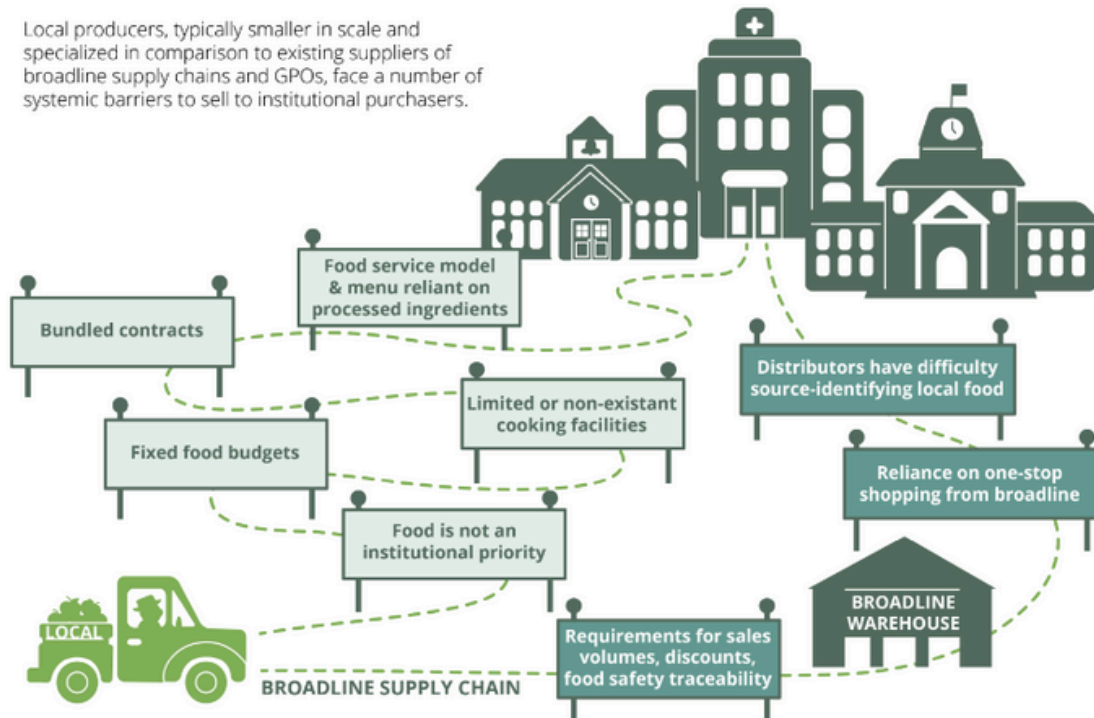 Local producers, typically smaller in scale and
specialized in comparison to existing suppliers of
broadline supply chains and GPOs, face a number of
systemic barriers to sell to institutional purchasers.
Food service model
& menu reliant on
processed ingredients
Bundled contracts
Distributors have difficulty
source-identifying local food
Limited or non-existant
cooking facilities
Fixed food budgets
Reliance on one-stop
shopping from broadline
Food is not an
institutional priority
BROADLINE
WAREHOUSE
LOCAL
Requirements for sales
volumes, discounts,
food safety traceability
BROADLINE SUPPLY CHAIN